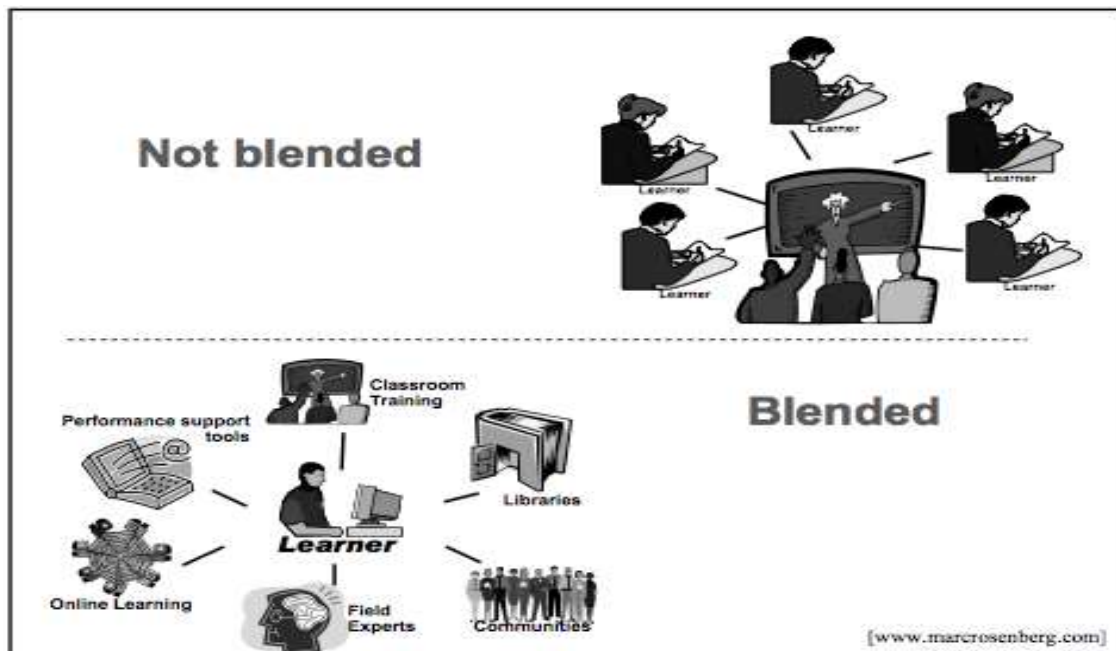 Not blended
Learner
Learner
Learner
Learner
Learner
Classroom
Training
Performance support
tools
Blended
Libraries
Learner
Online Learning
Field
Experts
Communities
[www.marcrosenberg.com]